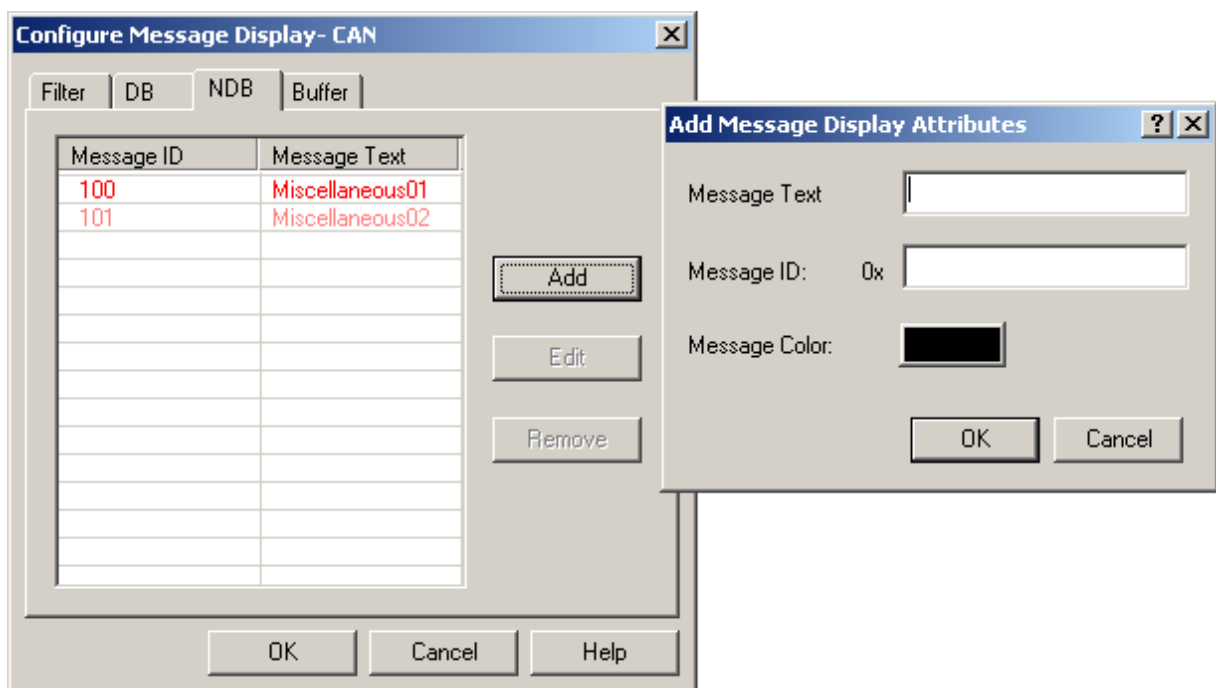 Configure Message Display- CAN
Filter DB NDB Buffer
Message ID Message Text
100 Miscellaneous01
101 Miscellaneous02
Add
Edit
Remove
OK Cancel Help
Add Message Display Attributes
Message Text
Message ID: 0x
Message Color:
OK Cancel